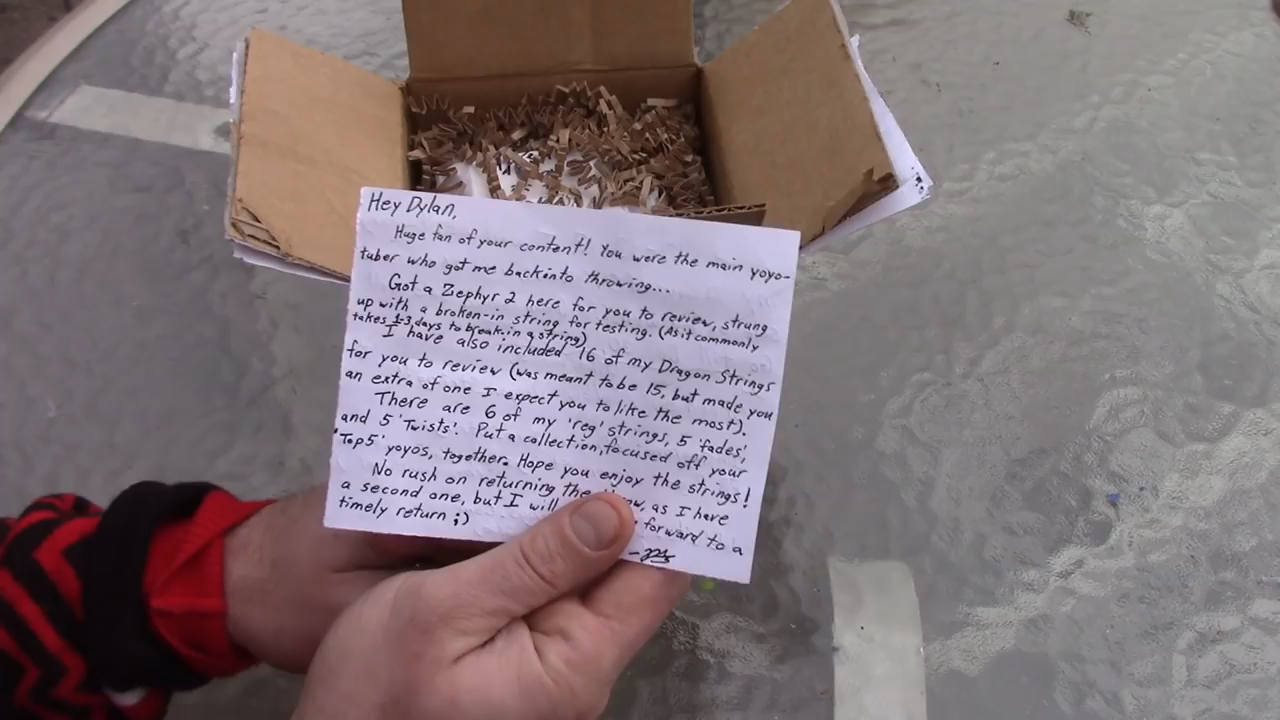 Hey Dylan,
Huge fan of your content! You were the main yoyo-
tuber who got me back into throwing...
Got a Zephyr 2 here for you to review, strung
up with a broken-in string for testing. (As it commonly
takes 1-3 days to break-in a string)
I have also included 16 of my Dragon Strings
for you to review (was meant to be 15, but made you
an extra of one I expect you to like the most).
There are 6 of my 'reg' strings, 5 'fades',
and 5 'Twists'. Put a collection, focused off your
'Top 5' yoyos, together. Hope you enjoy the strings!
No rush on returning the, as I have
a second one, but I will forward to a
timely return ;)